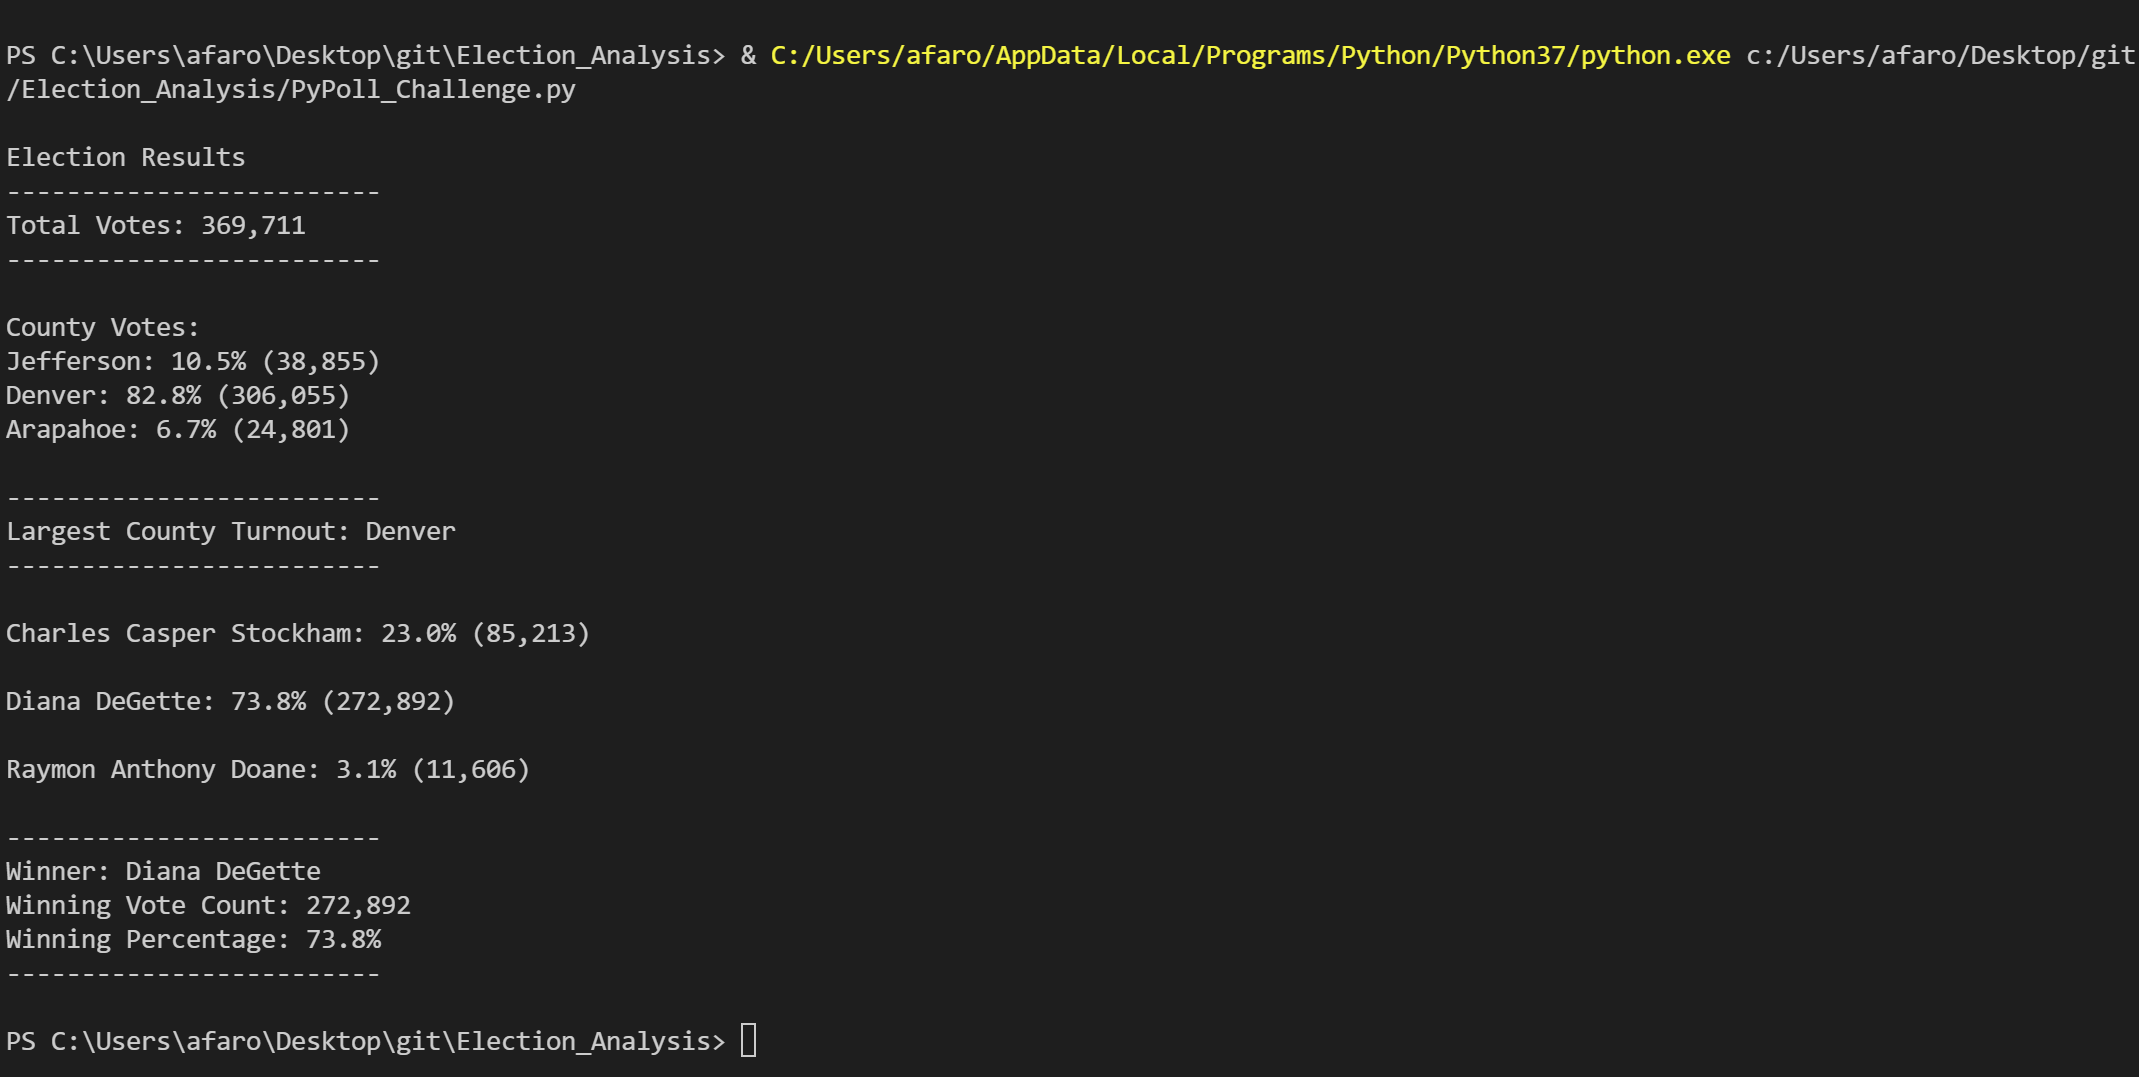 PS C:\Users\afaro\Desktop\git\Election_Analysis> & C:/Users/afaro/AppData/Local/Programs/Python/Python37/python.exe c:/Users/afaro/Desktop/git
/Election_Analysis/PyPoll_Challenge.py
Election Results
-------------------------
Total Votes: 369,711
-------------------------
County Votes:
Jefferson: 10.5% (38,855)
Denver: 82.8% (306,055)
Arapahoe: 6.7% (24,801)
-------------------------
Largest County Turnout: Denver
-------------------------
Charles Casper Stockham: 23.0% (85,213)
Diana DeGette: 73.8% (272,892)
Raymon Anthony Doane: 3.1% (11,606)
-------------------------
Winner: Diana DeGette
Winning Vote Count: 272,892
Winning Percentage: 73.8%
-------------------------
PS C:\Users\afaro\Desktop\git\Election_Analysis>